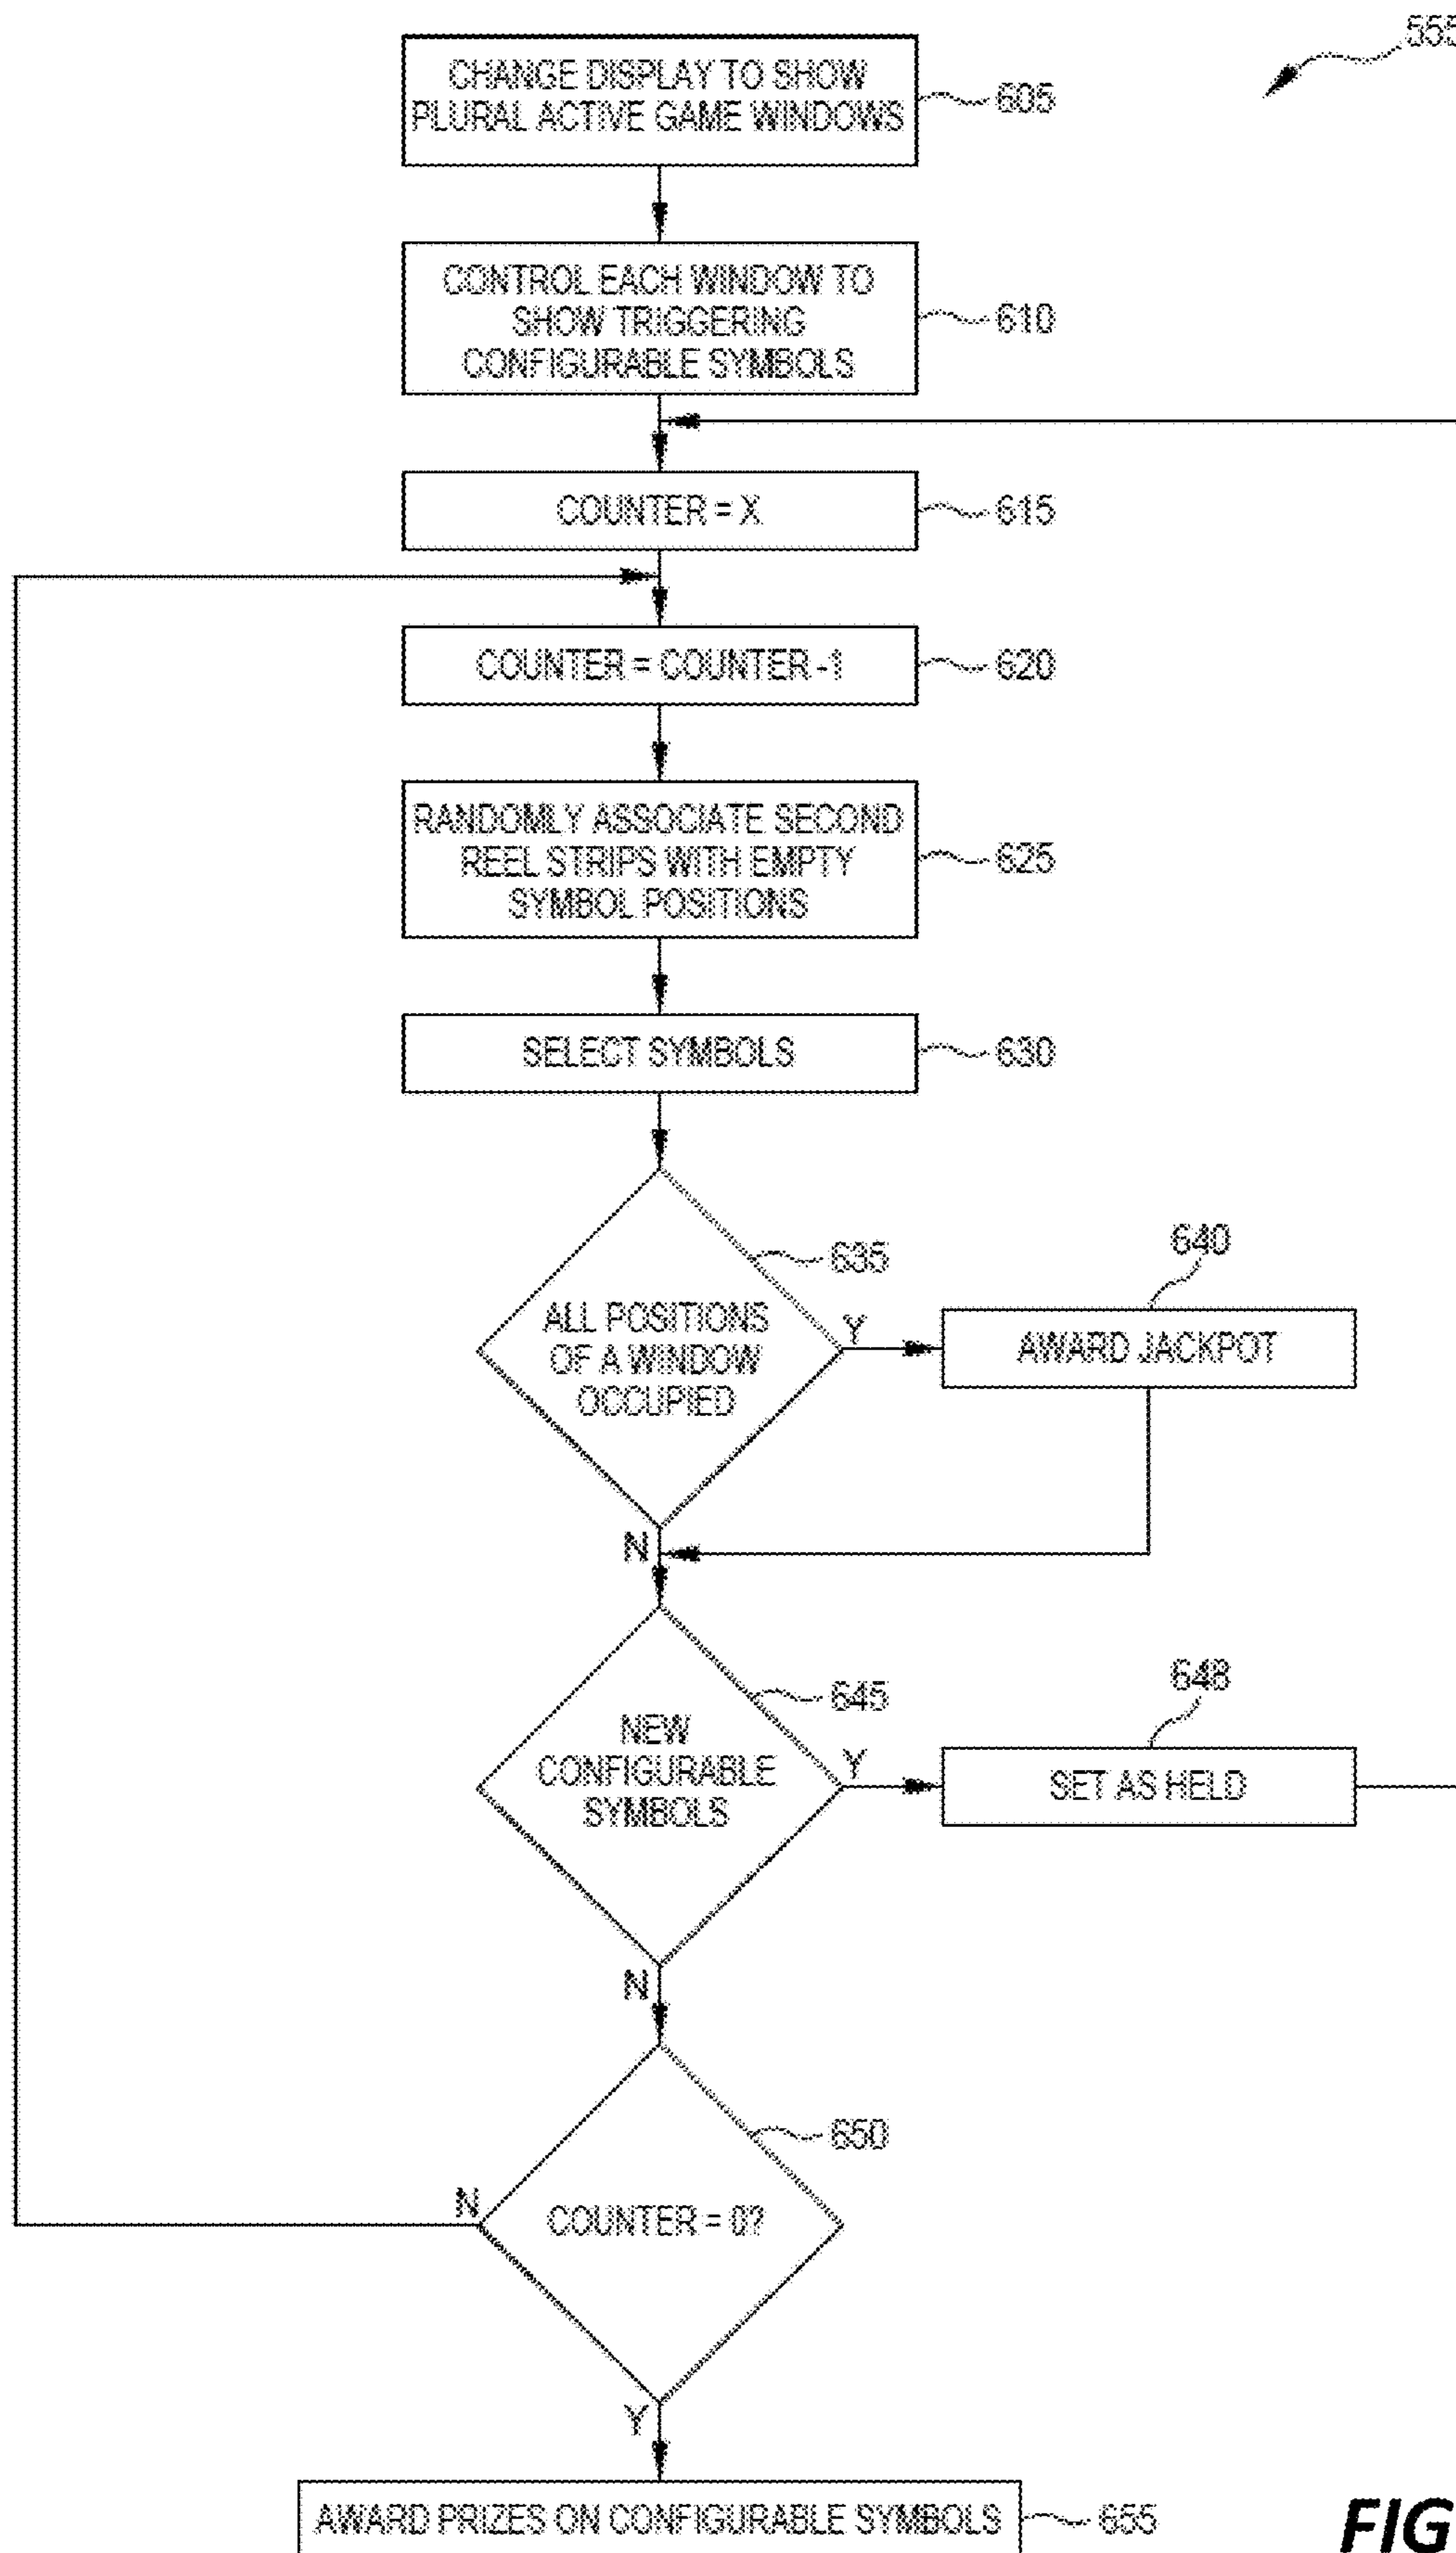 555
CHANGE DISPLAY TO SHOW
PLURAL ACTIVE GAME WINDOWS
605
CONTROL EACH WINDOW TO
SHOW TRIGGERING
CONFIGURABLE SYMBOLS
610
COUNTER = X
615
COUNTER = COUNTER -1
620
RANDOMLY ASSOCIATE SECOND
REEL STRIPS WITH EMPTY
SYMBOL POSITIONS
625
SELECT SYMBOLS
630
635
ALL POSITIONS
OF A WINDOW
OCCUPIED
Y
640
AWARD JACKPOT
N
645
NEW
CONFIGURABLE
SYMBOLS
Y
648
SET AS HELD
N
650
COUNTER = 0?
N
Y
AWARD PRIZES ON CONFIGURABLE SYMBOLS
655
FIG